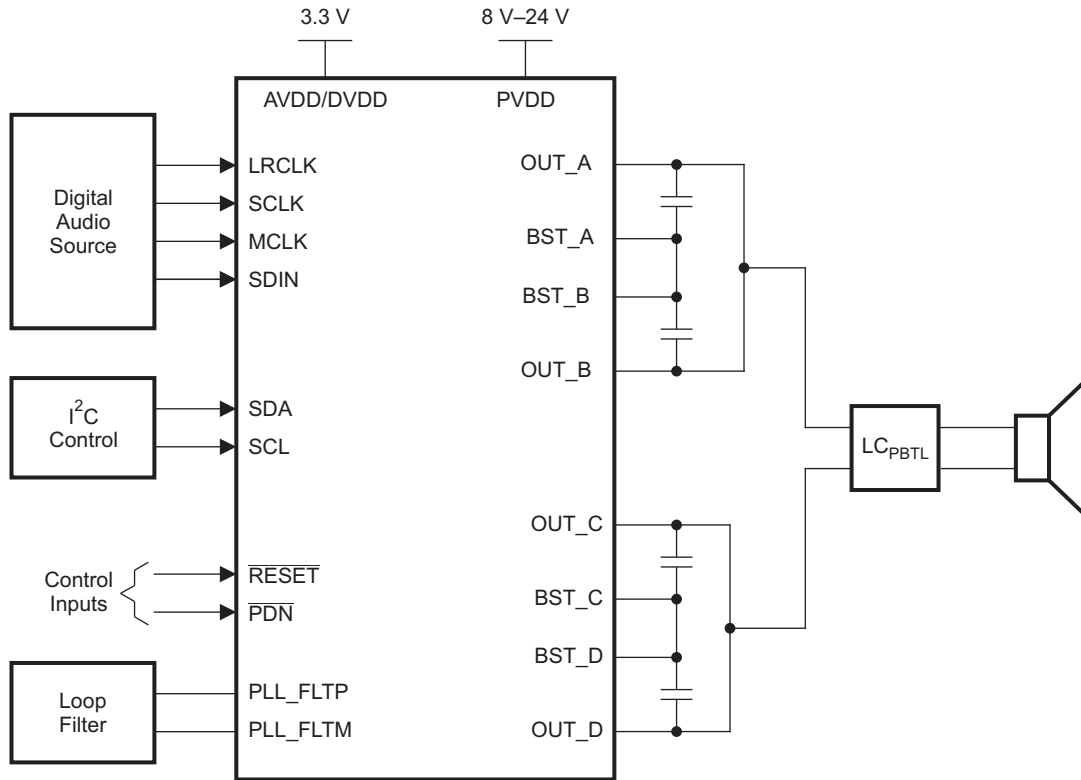 3.3 V
8 V–24 V
AVDD/DVDD
PVDD
Digital
Audio
Source
LRCLK
SCLK
MCLK
SDIN
OUT_A
BST_A
BST_B
OUT_B
I²C
Control
SDA
SCL
LC_PBTL
OUT_C
BST_C
BST_D
OUT_D
Control
Inputs
RESET
PDN
Loop
Filter
PLL_FLTP
PLL_FLTM